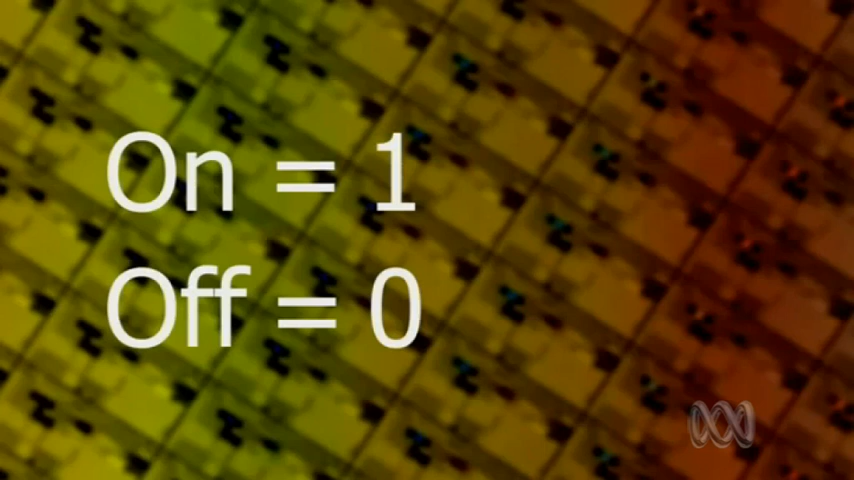 On = 1
Off = 0